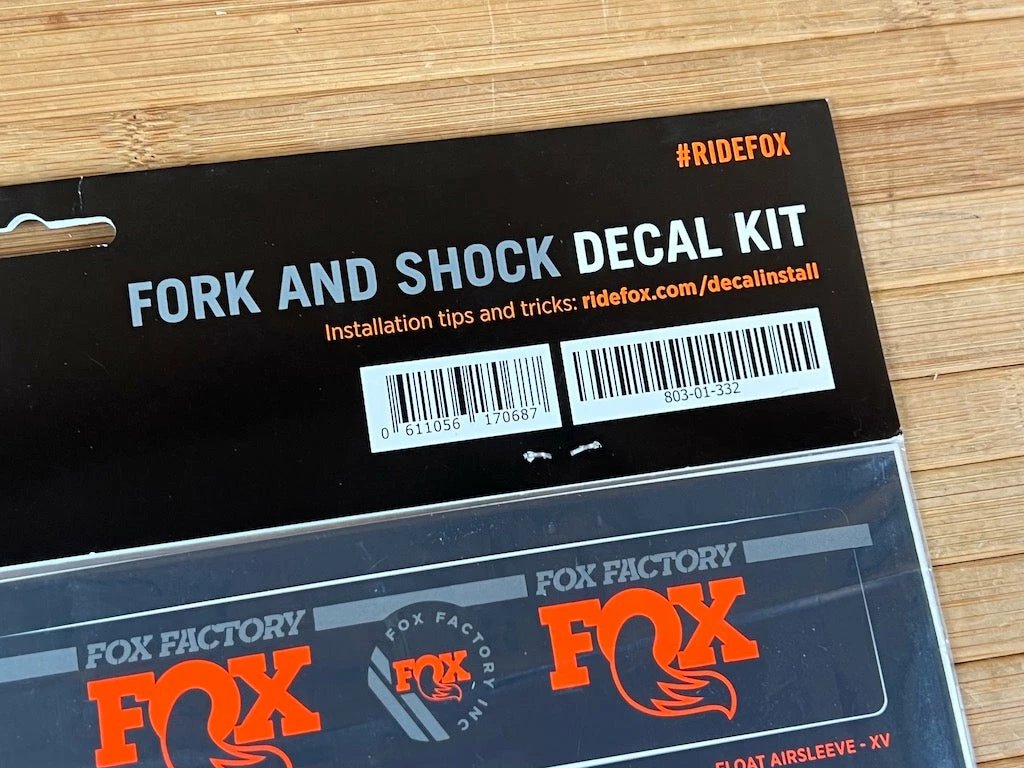 #RIDEFOX
FORK AND SHOCK DECAL KIT
Installation tips and tricks: ridefox.com/decalinstall
0 611056 170687
803-01-332
FOX FACTORY
FOX
FOX FACTORY INC
FOX
FOX FACTORY
FOX
FLOAT AIRSLEEVE - XV